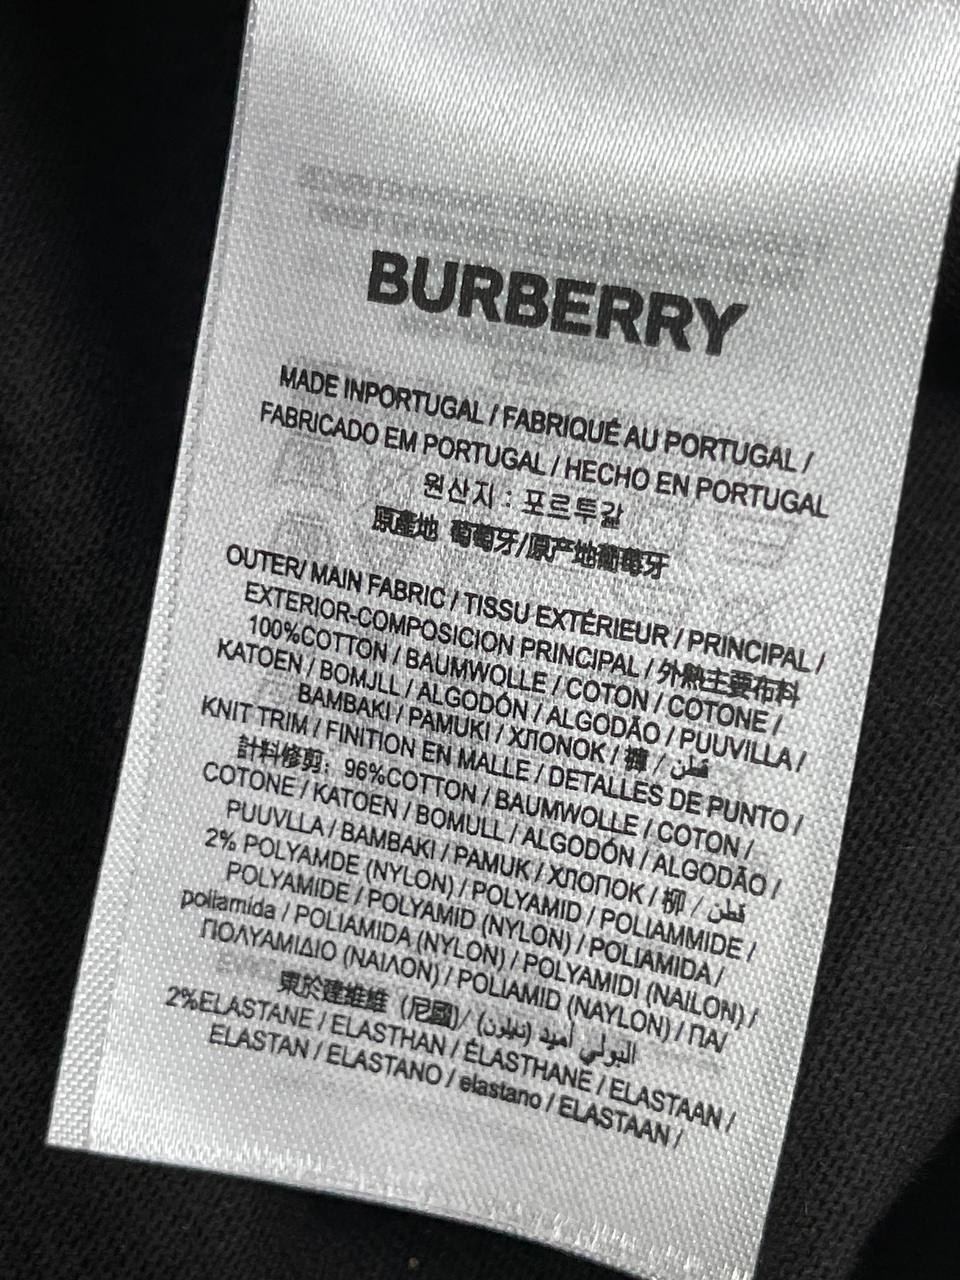 BURBERRY
MADE INPORTUGAL / FABRIQUÉ AU PORTUGAL /
FABRICADO EM PORTUGAL / HECHO EN PORTUGAL
원산지 : 포르투갈
原產地 葡萄牙/原产地葡萄牙
OUTER/ MAIN FABRIC / TISSU EXTÉRIEUR / PRINCIPAL /
EXTERIOR-COMPOSICION PRINCIPAL / 外熱主要布料
100%COTTON / BAUMWOLLE / COTON / COTONE /
KATOEN / BOMJLL / ALGODÓN / ALGODÃO / PUUVILLA /
BAMBAKI / PAMUKI / ХЛОПОК / / قطن
KNIT TRIM / FINITION EN MALLE / DETALLES DE PUNTO /
計料修剪: 96%COTTON / BAUMWOLLE / COTON /
COTONE / KATOEN / BOMULL / ALGODÓN / ALGODÃO /
PUUVLLA / BAMBAKI / PAMUK / ХЛОПОК / 柳 / قطن
2% POLYAMDE (NYLON) / POLYAMID / POLIAMMIDE /
POLYAMIDE / POLYAMID (NYLON) / POLIAMIDA /
poliamida / POLIAMIDA (NYLON) / POLYAMIDI (NAILON) /
ΠΟΛΥΑΜΙΔΙΟ (ΝΑΙΛΟΝ) / POLIAMID (NAYLON) / ПА/
東於建維維 (尼國)/ البولي أميد (نايلون)
2%ELASTANE / ELASTHAN / ÉLASTHANE / ELASTAAN /
ELASTAN / ELASTANO / elastano / ELASTAAN /